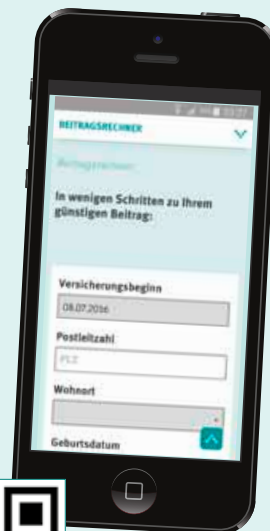 BEITRAGSRECHNER
Beitragsrechner
In wenigen Schritten zu Ihrem
günstigen Beitrag:
Versicherungsbeginn
08.07.2016
Postleitzahl
PLZ
Wohnort
Geburtsdatum